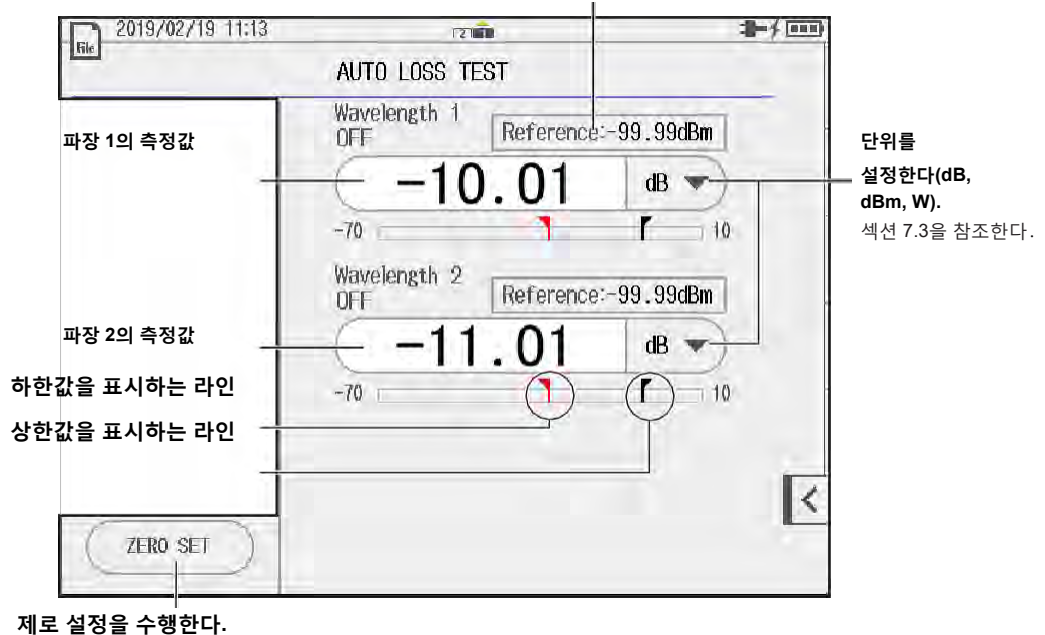 2019/02/19 11:13
File
2
AUTO LOSS TEST
Wavelength 1
OFF
Reference:-99.99dBm
파장 1의 측정값
-10.01
dB
-70
10
단위를
설정한다(dB,
dBm, W).
섹션 7.3을 참조한다.
Wavelength 2
OFF
Reference:-99.99dBm
파장 2의 측정값
-11.01
dB
하한값을 표시하는 라인
-70
10
상한값을 표시하는 라인
ZERO SET
제로 설정을 수행한다.